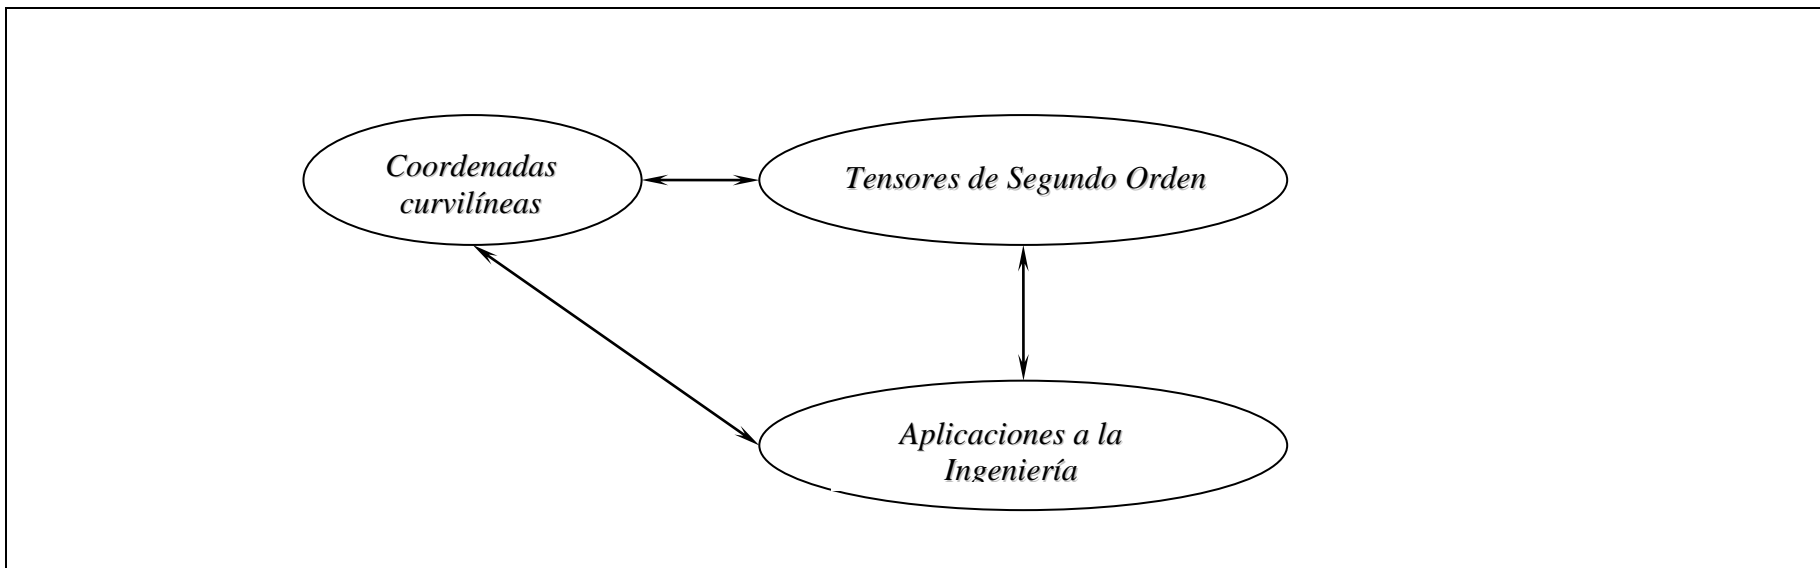 Coordenadas
curvilíneas
Tensores de Segundo Orden
Aplicaciones a la
Ingeniería